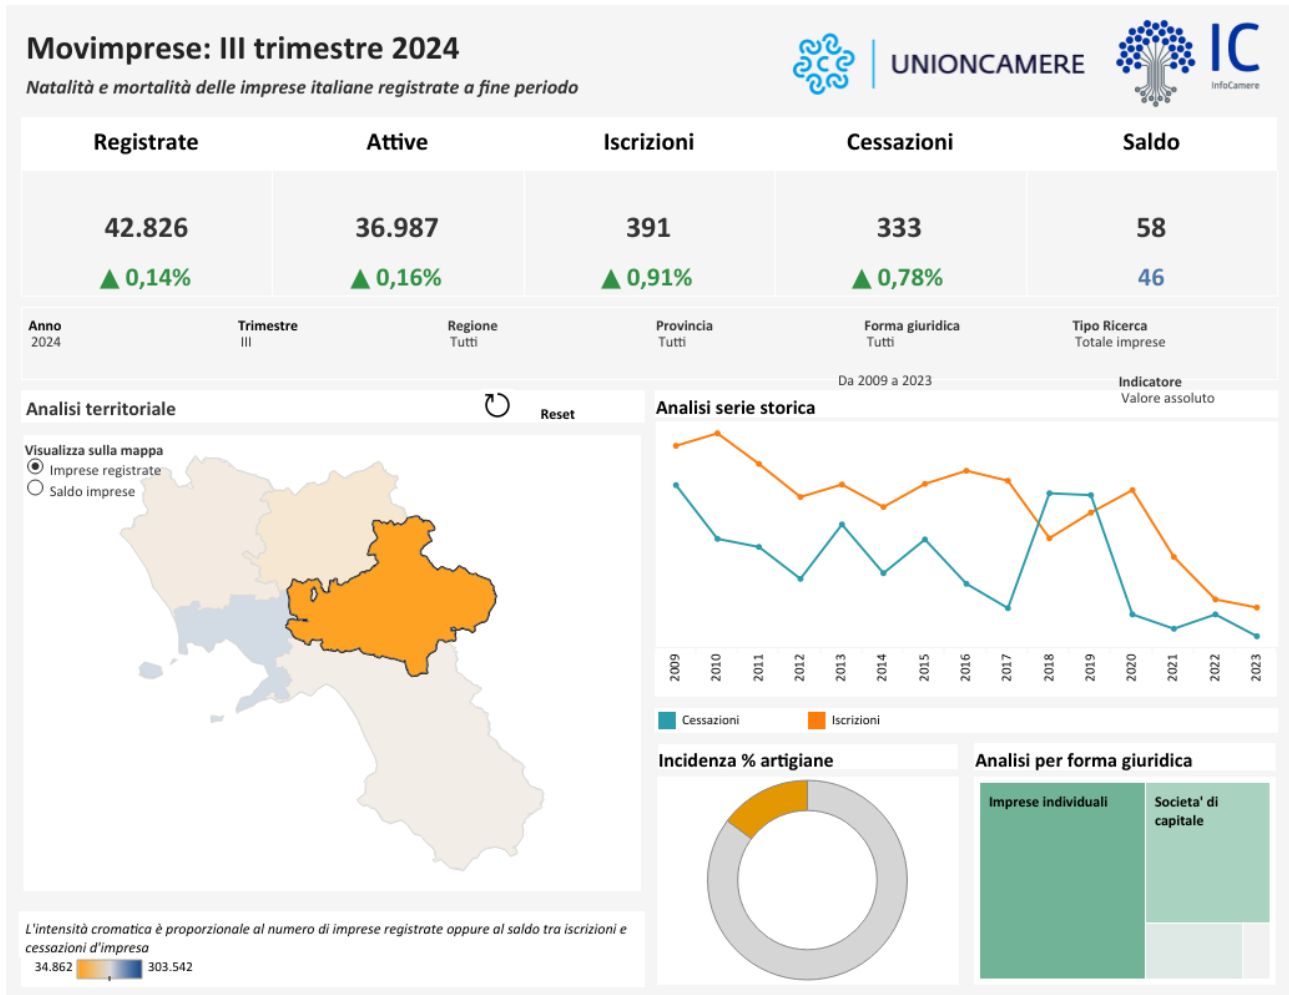 Movimprese: III trimestre 2024
Natalità e mortalità delle imprese italiane registrate a fine periodo
UNIONCAMERE
IC
InfoCamere
Registrate Attive Iscrizioni Cessazioni Saldo
42.826 36.987 391 333 58
▲ 0,14% ▲ 0,16% ▲ 0,91% ▲ 0,78% 46
Anno Trimestre Regione Provincia Forma giuridica Tipo Ricerca
2024 III Tutti Tutti Tutti Totale imprese
Da 2009 a 2023
Indicatore
Valore assoluto
Analisi territoriale
Reset
Visualizza sulla mappa
Imprese registrate
Saldo imprese
L'intensità cromatica è proporzionale al numero di imprese registrate oppure al saldo tra iscrizioni e
cessazioni d'impresa
34.862 303.542
Analisi serie storica
2009 2010 2011 2012 2013 2014 2015 2016 2017 2018 2019 2020 2021 2022 2023
Cessazioni Iscrizioni
Incidenza % artigiane
Analisi per forma giuridica
Imprese individuali
Societa' di
capitale